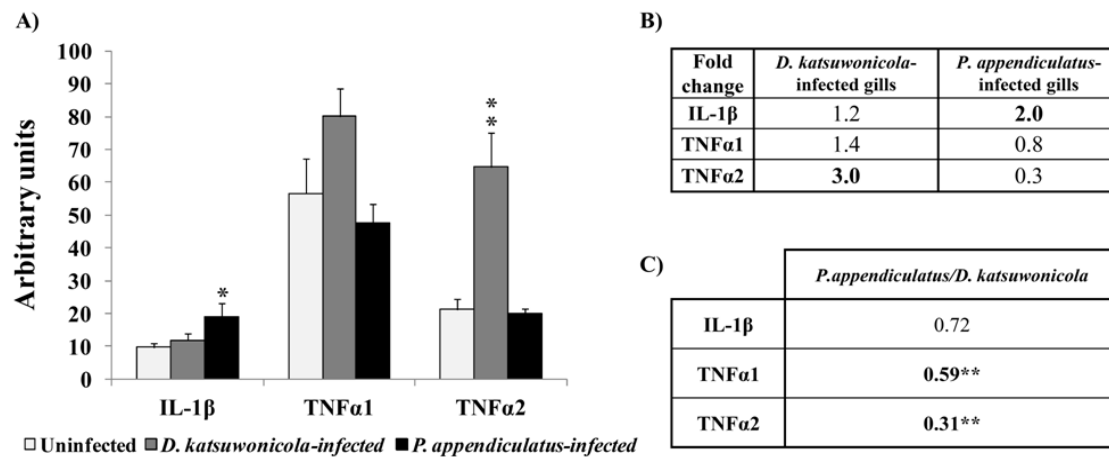 A)
100
90
80
70
60
50
40
30
20
10
0
Arbitrary units
*
**
IL-1β TNFα1 TNFα2
Uninfected D. katsuwonicola-infected P. appendiculatus-infected
B)
Fold change D. katsuwonicola-infected gills P. appendiculatus-infected gills
IL-1β 1.2 2.0
TNFα1 1.4 0.8
TNFα2 3.0 0.3
C)
P.appendiculatus/D. katsuwonicola
IL-1β 0.72
TNFα1 0.59**
TNFα2 0.31**